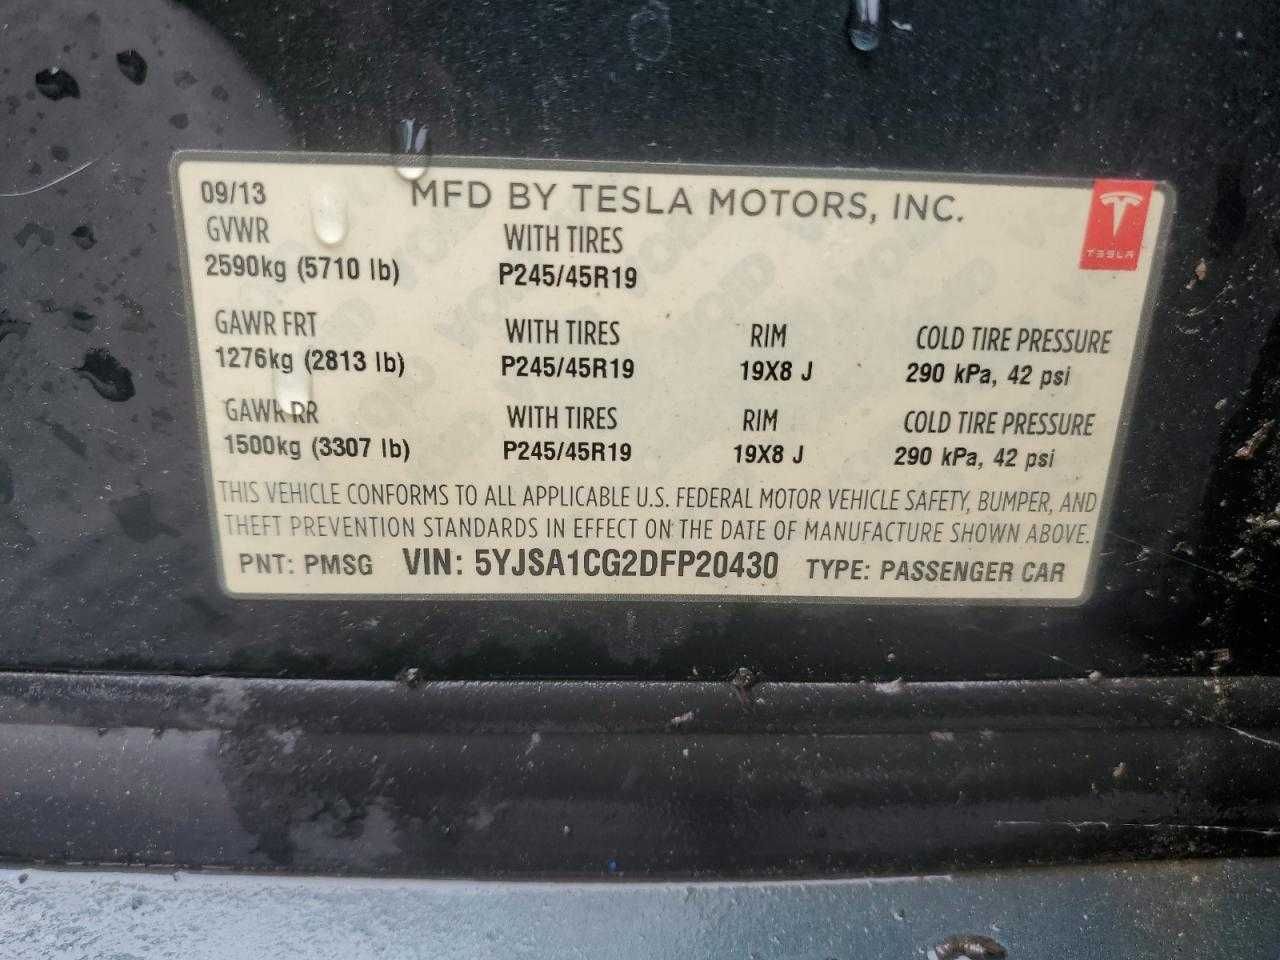 09/13 MFD BY TESLA MOTORS, INC.
TESLA
GVWR WITH TIRES
2590kg (5710 lb) P245/45R19
GAWR FRT WITH TIRES RIM COLD TIRE PRESSURE
1276kg (2813 lb) P245/45R19 19X8 J 290 kPa, 42 psi
GAWR RR WITH TIRES RIM COLD TIRE PRESSURE
1500kg (3307 lb) P245/45R19 19X8 J 290 kPa, 42 psi
THIS VEHICLE CONFORMS TO ALL APPLICABLE U.S. FEDERAL MOTOR VEHICLE SAFETY, BUMPER, AND
THEFT PREVENTION STANDARDS IN EFFECT ON THE DATE OF MANUFACTURE SHOWN ABOVE.
PNT: PMSG VIN: 5YJSA1CG2DFP20430 TYPE: PASSENGER CAR